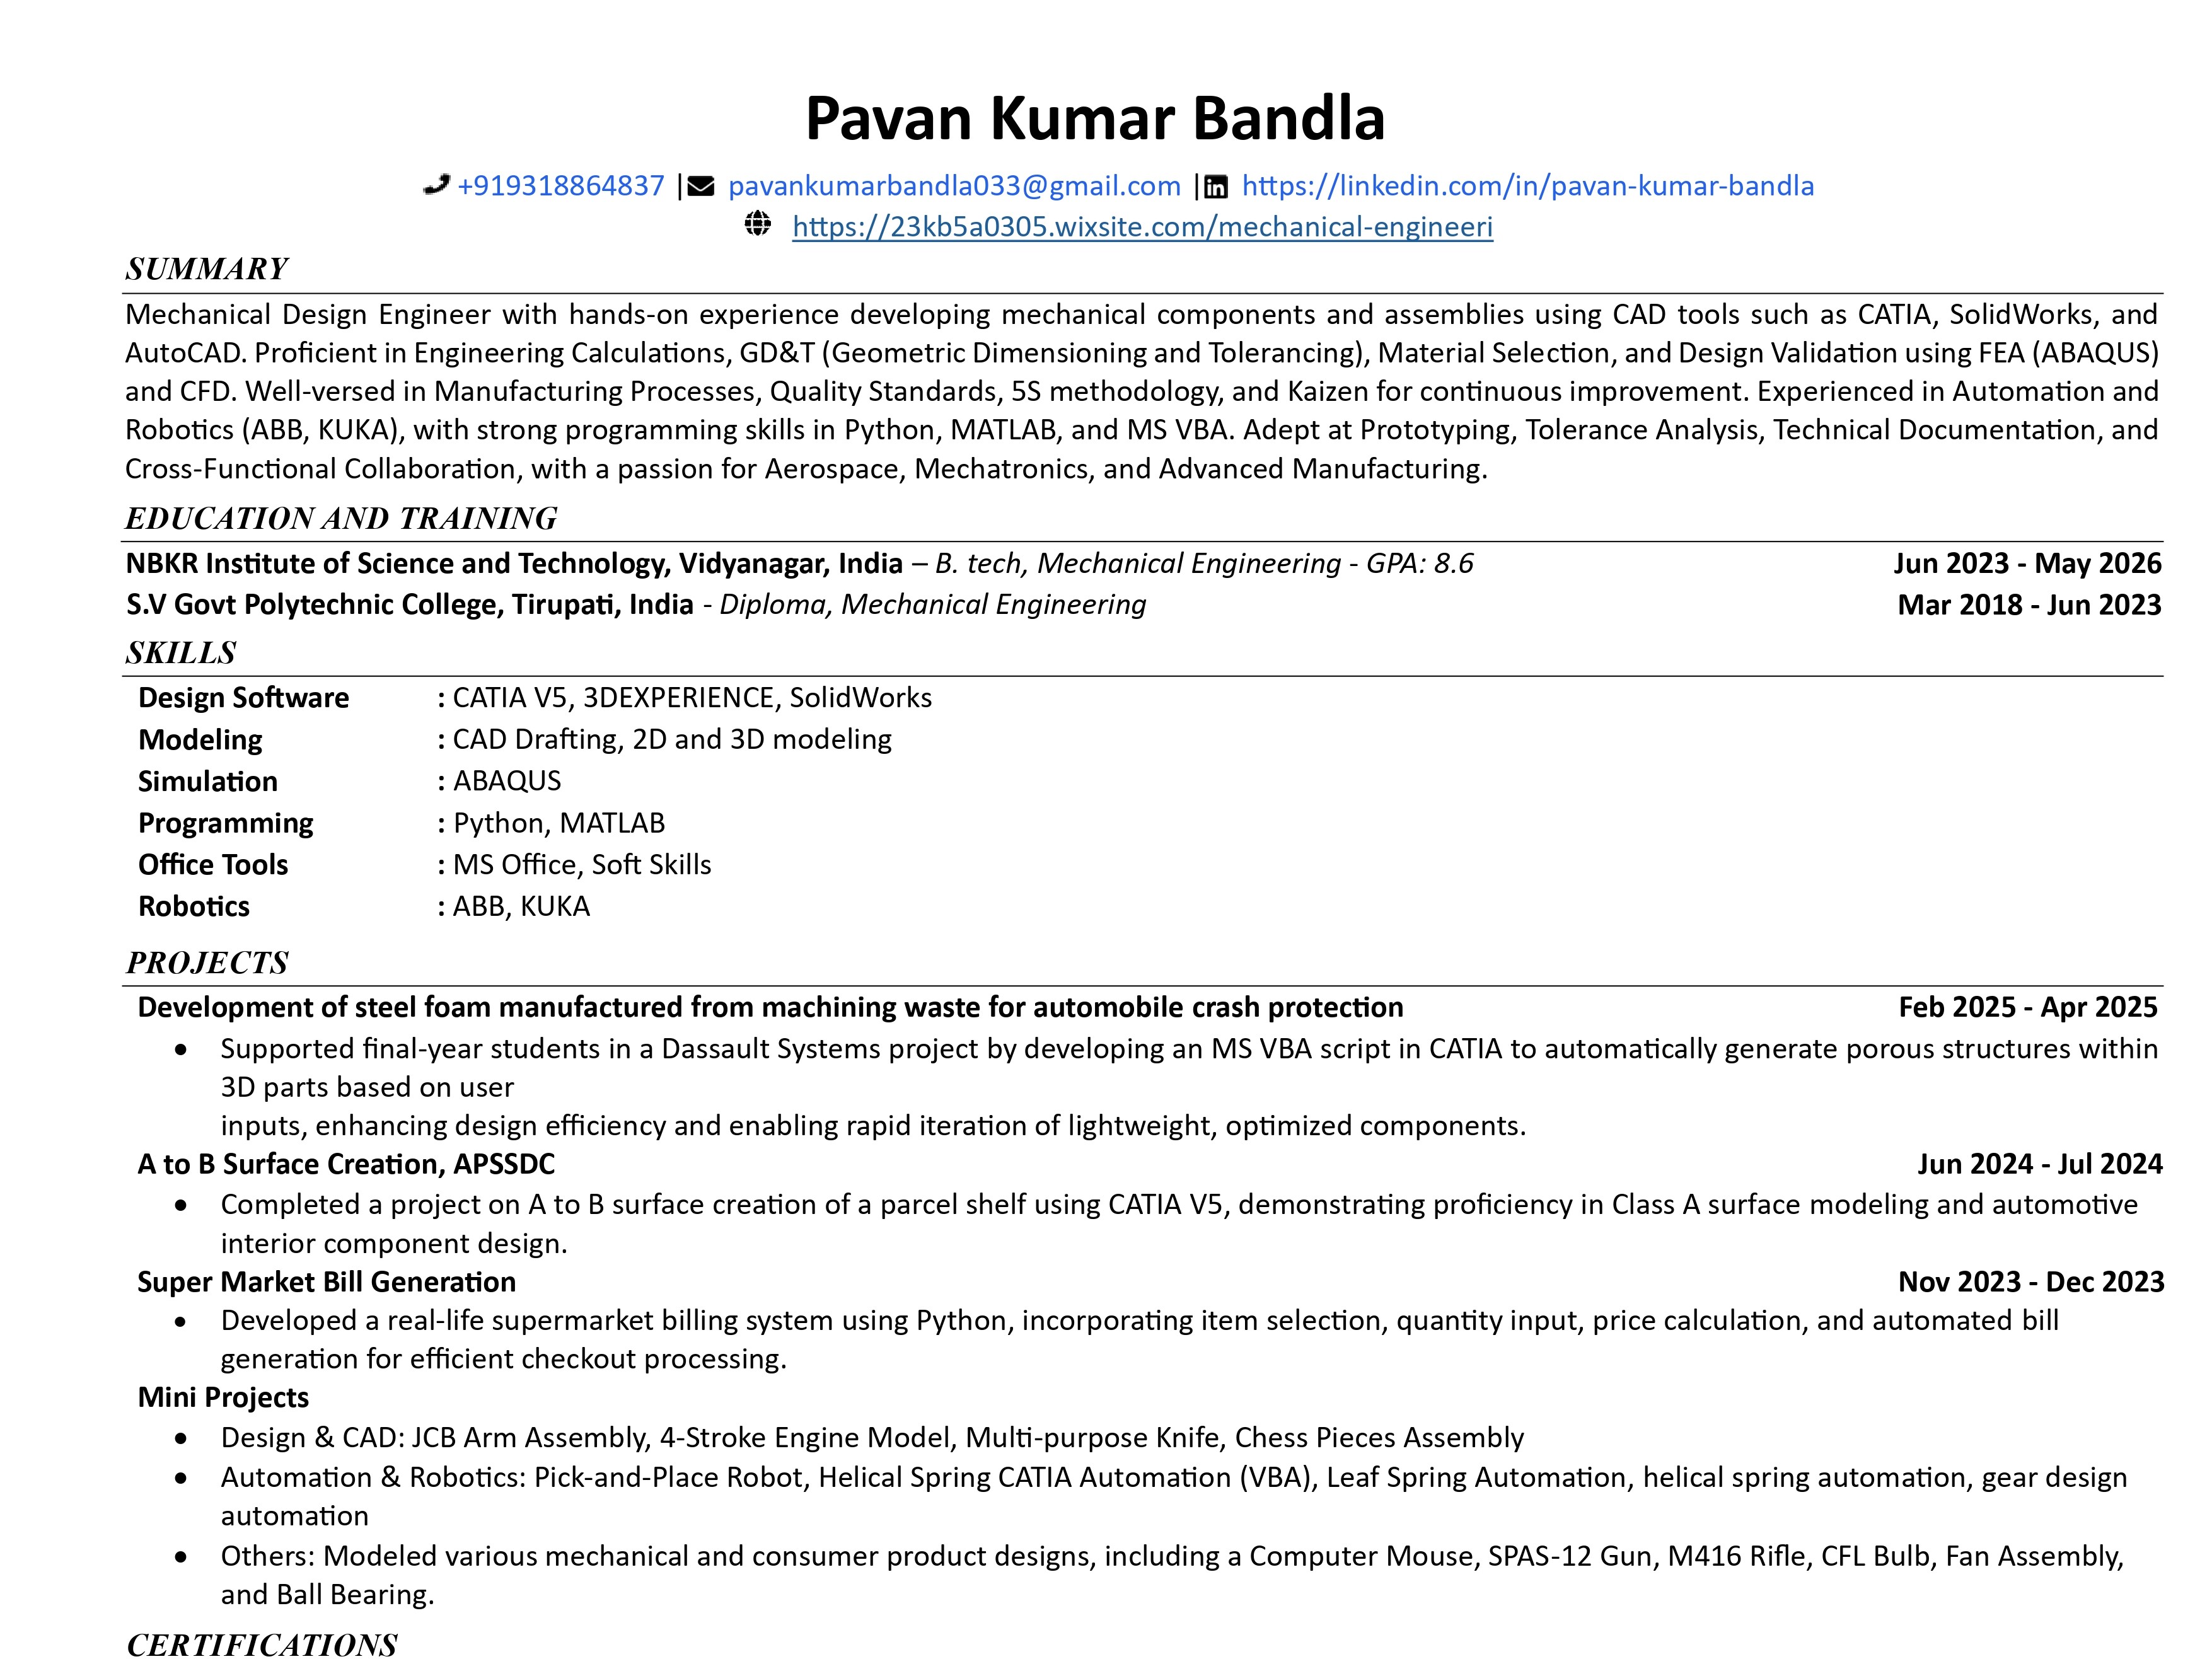 Pavan Kumar Bandla
+919318864837 | pavankumarbandla033@gmail.com | https://linkedin.com/in/pavan-kumar-bandla
https://23kb5a0305.wixsite.com/mechanical-engineeri
SUMMARY
Mechanical Design Engineer with hands-on experience developing mechanical components and assemblies using CAD tools such as CATIA, SolidWorks, and
AutoCAD. Proficient in Engineering Calculations, GD&T (Geometric Dimensioning and Tolerancing), Material Selection, and Design Validation using FEA (ABAQUS)
and CFD. Well-versed in Manufacturing Processes, Quality Standards, 5S methodology, and Kaizen for continuous improvement. Experienced in Automation and
Robotics (ABB, KUKA), with strong programming skills in Python, MATLAB, and MS VBA. Adept at Prototyping, Tolerance Analysis, Technical Documentation, and
Cross-Functional Collaboration, with a passion for Aerospace, Mechatronics, and Advanced Manufacturing.
EDUCATION AND TRAINING
NBKR Institute of Science and Technology, Vidyanagar, India – B. tech, Mechanical Engineering - GPA: 8.6 Jun 2023 - May 2026
S.V Govt Polytechnic College, Tirupati, India - Diploma, Mechanical Engineering Mar 2018 - Jun 2023
SKILLS
Design Software : CATIA V5, 3DEXPERIENCE, SolidWorks
Modeling : CAD Drafting, 2D and 3D modeling
Simulation : ABAQUS
Programming : Python, MATLAB
Office Tools : MS Office, Soft Skills
Robotics : ABB, KUKA
PROJECTS
Development of steel foam manufactured from machining waste for automobile crash protection Feb 2025 - Apr 2025
• Supported final-year students in a Dassault Systems project by developing an MS VBA script in CATIA to automatically generate porous structures within
3D parts based on user
inputs, enhancing design efficiency and enabling rapid iteration of lightweight, optimized components.
A to B Surface Creation, APSSDC Jun 2024 - Jul 2024
• Completed a project on A to B surface creation of a parcel shelf using CATIA V5, demonstrating proficiency in Class A surface modeling and automotive
interior component design.
Super Market Bill Generation Nov 2023 - Dec 2023
• Developed a real-life supermarket billing system using Python, incorporating item selection, quantity input, price calculation, and automated bill
generation for efficient checkout processing.
Mini Projects
• Design & CAD: JCB Arm Assembly, 4-Stroke Engine Model, Multi-purpose Knife, Chess Pieces Assembly
• Automation & Robotics: Pick-and-Place Robot, Helical Spring CATIA Automation (VBA), Leaf Spring Automation, helical spring automation, gear design
automation
• Others: Modeled various mechanical and consumer product designs, including a Computer Mouse, SPAS-12 Gun, M416 Rifle, CFL Bulb, Fan Assembly,
and Ball Bearing.
CERTIFICATIONS